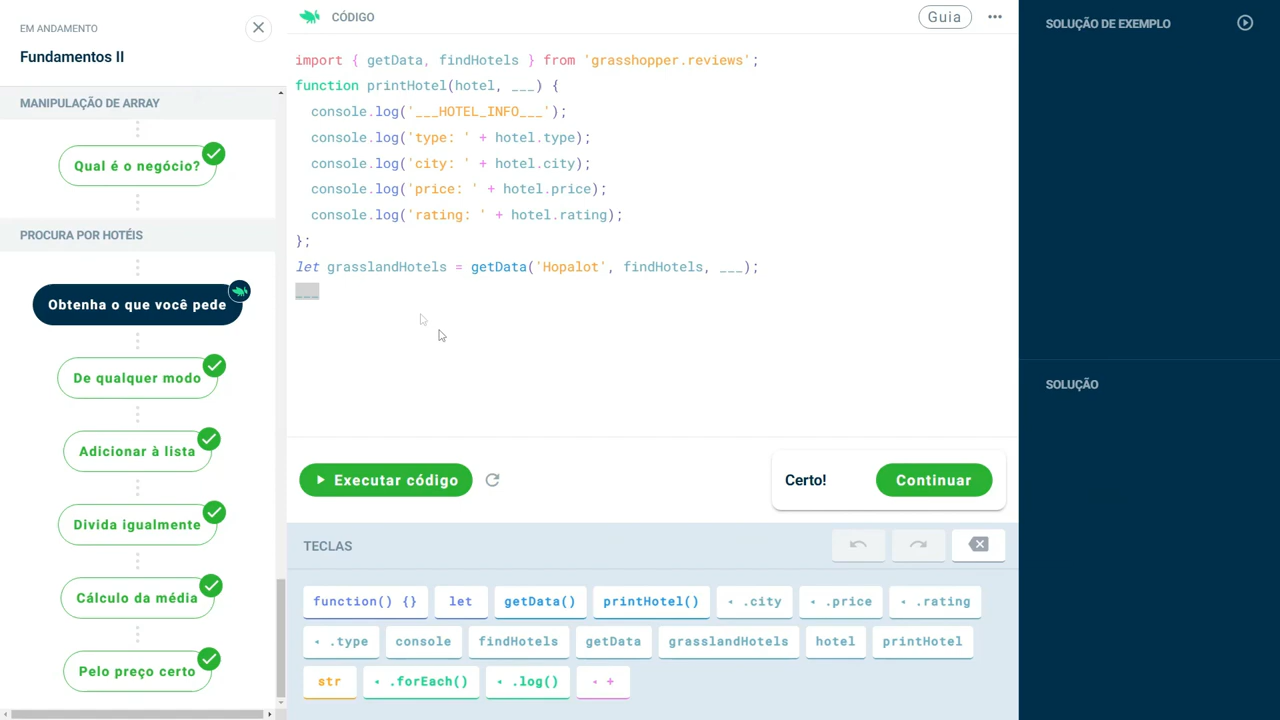 EM ANDAMENTO
Fundamentos II
MANIPULAÇÃO DE ARRAY
Qual é o negócio?
PROCURA POR HOTÉIS
Obtenha o que você pede
De qualquer modo
Adicionar à lista
Divida igualmente
Cálculo da média
Pelo preço certo
CÓDIGO
Guia
import { getData, findHotels } from 'grasshopper.reviews';
function printHotel(hotel, ___) {
  console.log('___HOTEL_INFO___');
  console.log('type: ' + hotel.type);
  console.log('city: ' + hotel.city);
  console.log('price: ' + hotel.price);
  console.log('rating: ' + hotel.rating);
};
let grasslandHotels = getData('Hopalot', findHotels, ___);
___
Executar código
Certo!
Continuar
TECLAS
function() {} let getData() printHotel() .city .price .rating
.type console findHotels getData grasslandHotels hotel printHotel
str .forEach() .log() +
SOLUÇÃO DE EXEMPLO
SOLUÇÃO